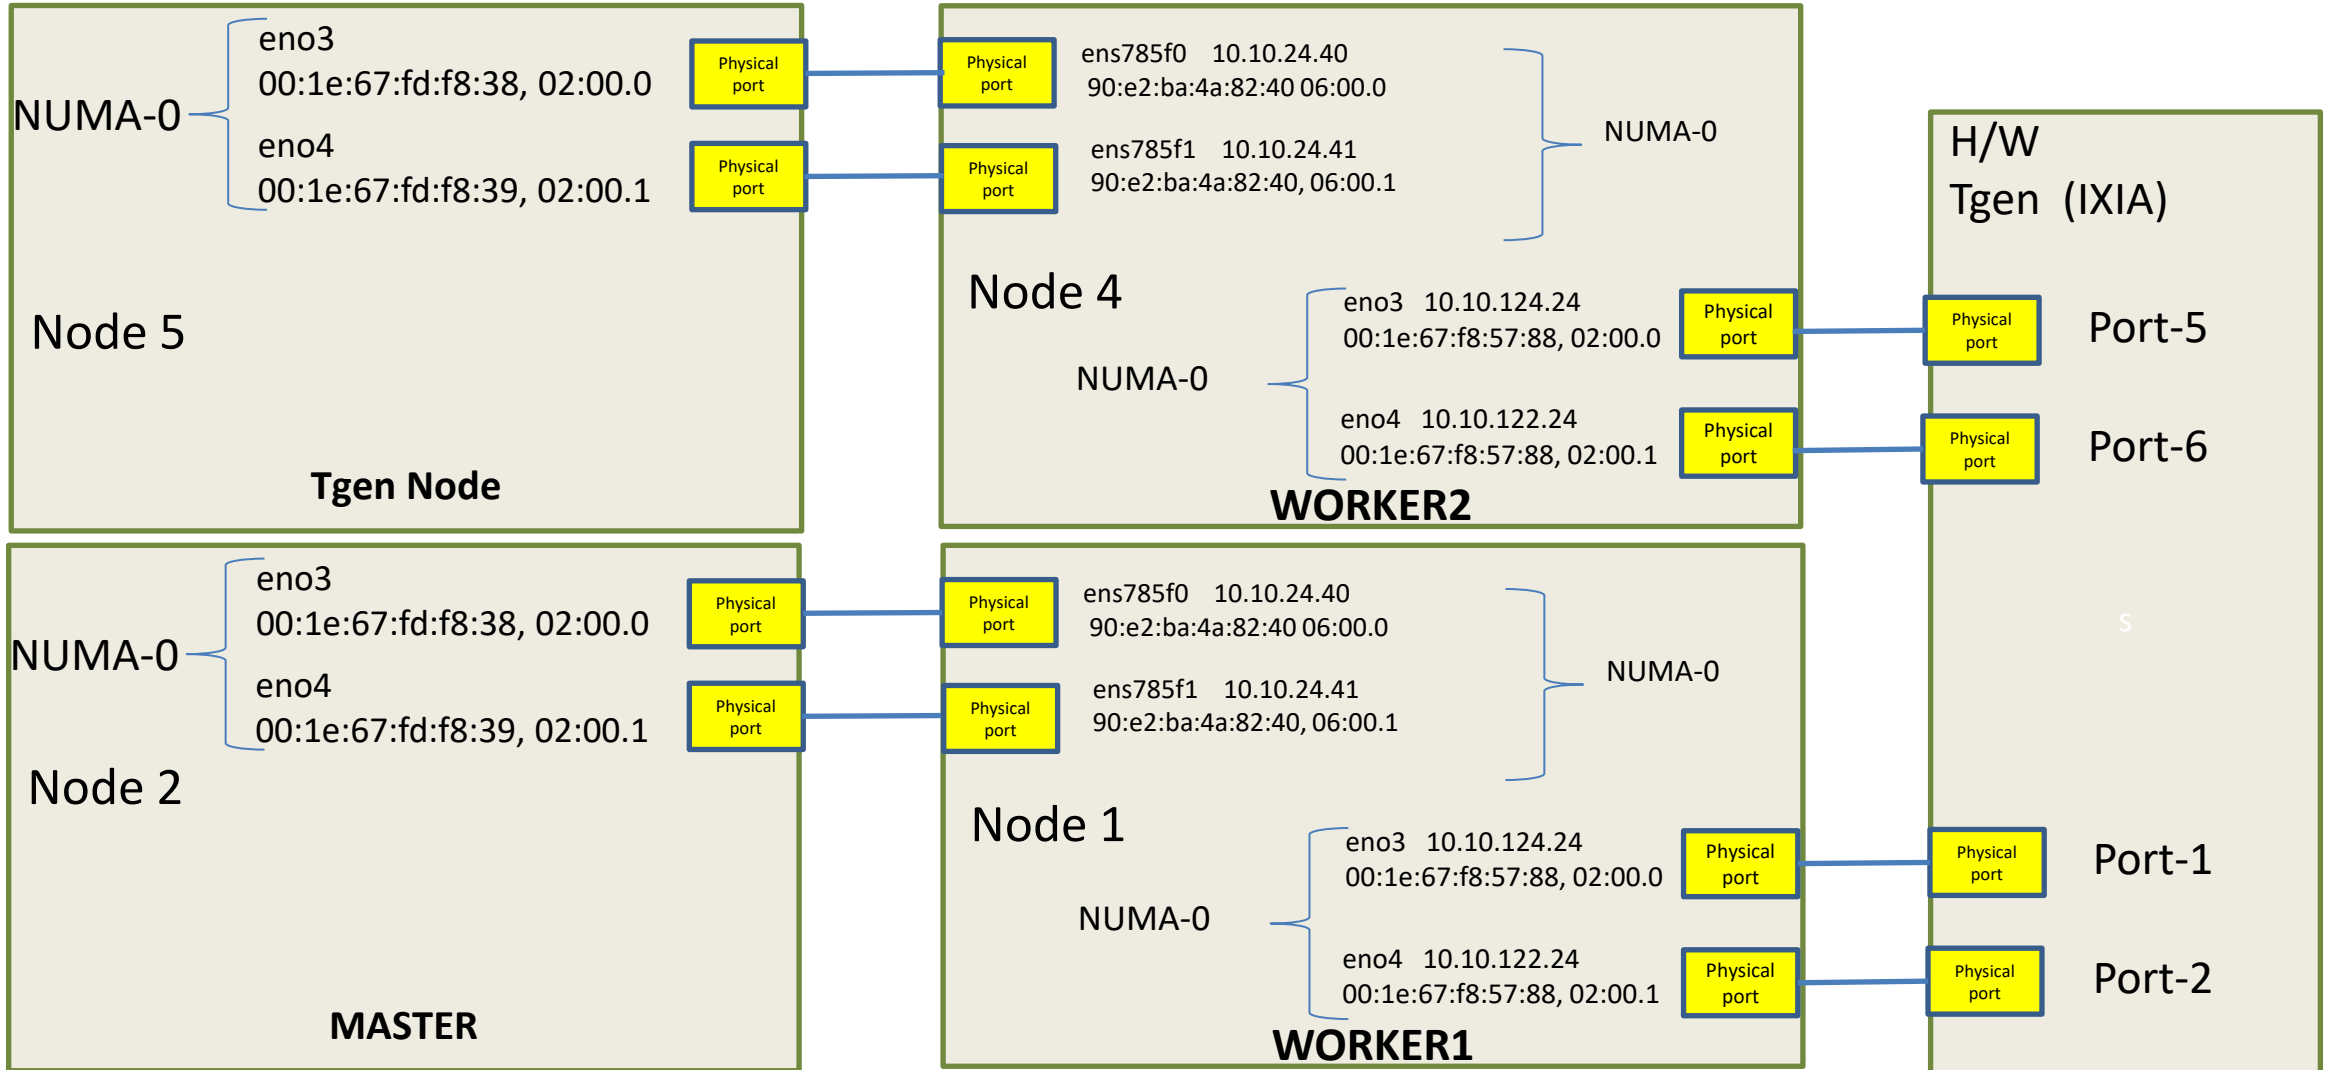 eno3
00:1e:67:fd:f8:38, 02:00.0
NUMA-0
eno4
00:1e:67:fd:f8:39, 02:00.1
Physical
port
Physical
port
Node 5
Tgen Node
Physical
port
Physical
port
ens785f0 10.10.24.40
90:e2:ba:4a:82:40 06:00.0
ens785f1 10.10.24.41
90:e2:ba:4a:82:40, 06:00.1
NUMA-0
Node 4
eno3 10.10.124.24
00:1e:67:f8:57:88, 02:00.0
NUMA-0
eno4 10.10.122.24
00:1e:67:f8:57:88, 02:00.1
Physical
port
Physical
port
WORKER2
H/W
Tgen (IXIA)
Physical
port
Port-5
Physical
port
Port-6
s
Physical
port
Port-1
Physical
port
Port-2
eno3
00:1e:67:fd:f8:38, 02:00.0
NUMA-0
eno4
00:1e:67:fd:f8:39, 02:00.1
Physical
port
Physical
port
Node 2
MASTER
Physical
port
Physical
port
ens785f0 10.10.24.40
90:e2:ba:4a:82:40 06:00.0
ens785f1 10.10.24.41
90:e2:ba:4a:82:40, 06:00.1
NUMA-0
Node 1
eno3 10.10.124.24
00:1e:67:f8:57:88, 02:00.0
NUMA-0
eno4 10.10.122.24
00:1e:67:f8:57:88, 02:00.1
Physical
port
Physical
port
WORKER1